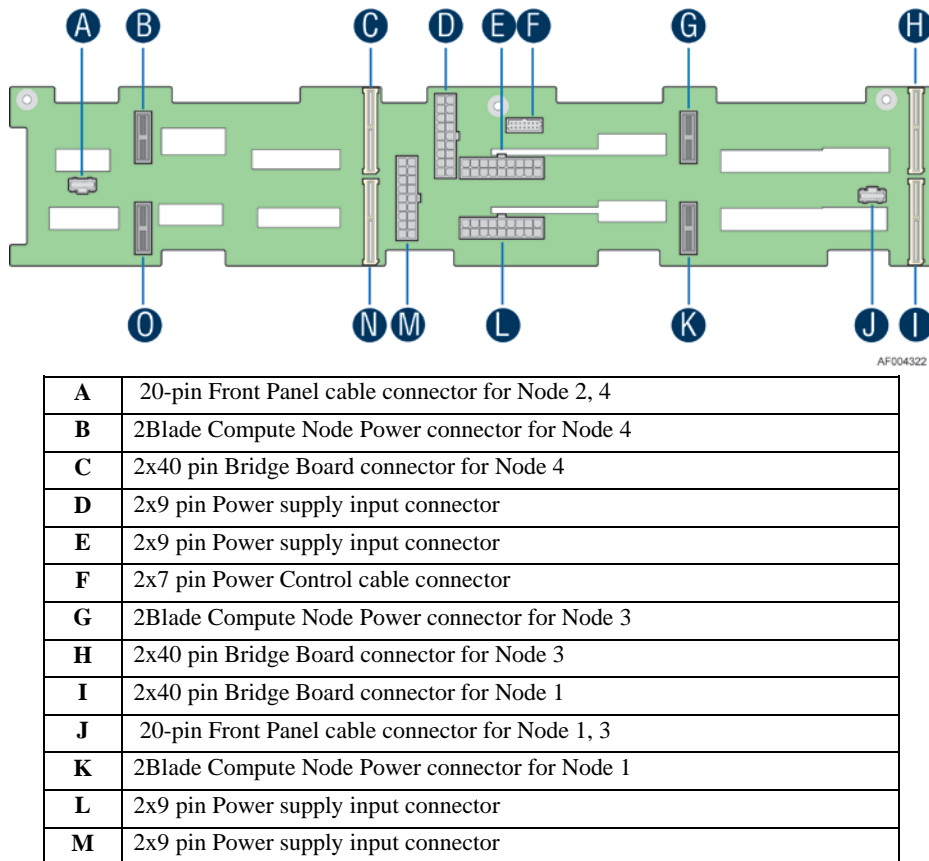 A B C D E F G H
O N M L K J I
AF004322
A 20-pin Front Panel cable connector for Node 2, 4
B 2Blade Compute Node Power connector for Node 4
C 2x40 pin Bridge Board connector for Node 4
D 2x9 pin Power supply input connector
E 2x9 pin Power supply input connector
F 2x7 pin Power Control cable connector
G 2Blade Compute Node Power connector for Node 3
H 2x40 pin Bridge Board connector for Node 3
I 2x40 pin Bridge Board connector for Node 1
J 20-pin Front Panel cable connector for Node 1, 3
K 2Blade Compute Node Power connector for Node 1
L 2x9 pin Power supply input connector
M 2x9 pin Power supply input connector